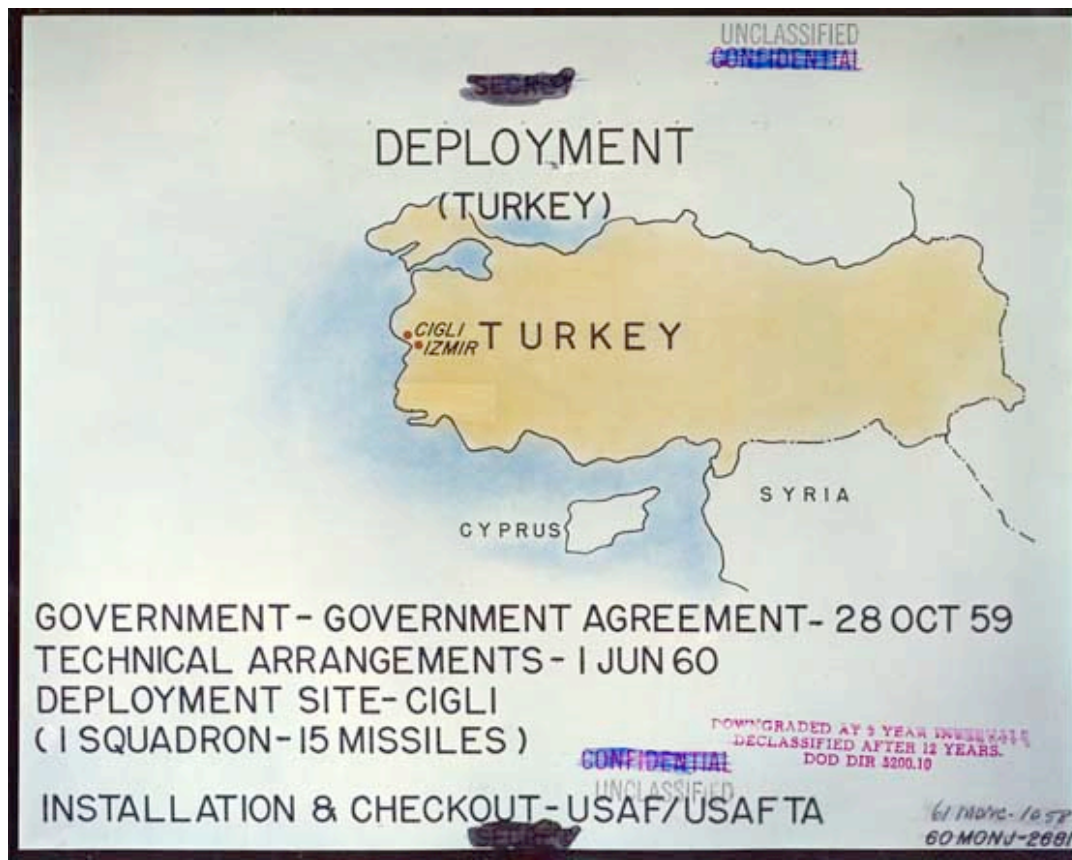 UNCLASSIFIED
CONFIDENTIAL
SECRET
DEPLOYMENT
(TURKEY)
CIGLI
IZMIR
TURKEY
CYPRUS
SYRIA
GOVERNMENT-GOVERNMENT AGREEMENT-28 OCT 59
TECHNICAL ARRANGEMENTS-1 JUN 60
DEPLOYMENT SITE-CIGLI
(1 SQUADRON-15 MISSILES)
DOWNGRADED AT 3 YEAR INTERVALS
DECLASSIFIED AFTER 12 YEARS.
DOD DIR 5200.10
CONFIDENTIAL
UNCLASSIFIED
INSTALLATION & CHECKOUT-USAF/USAFTA
SECRET
60 MONJ-2681